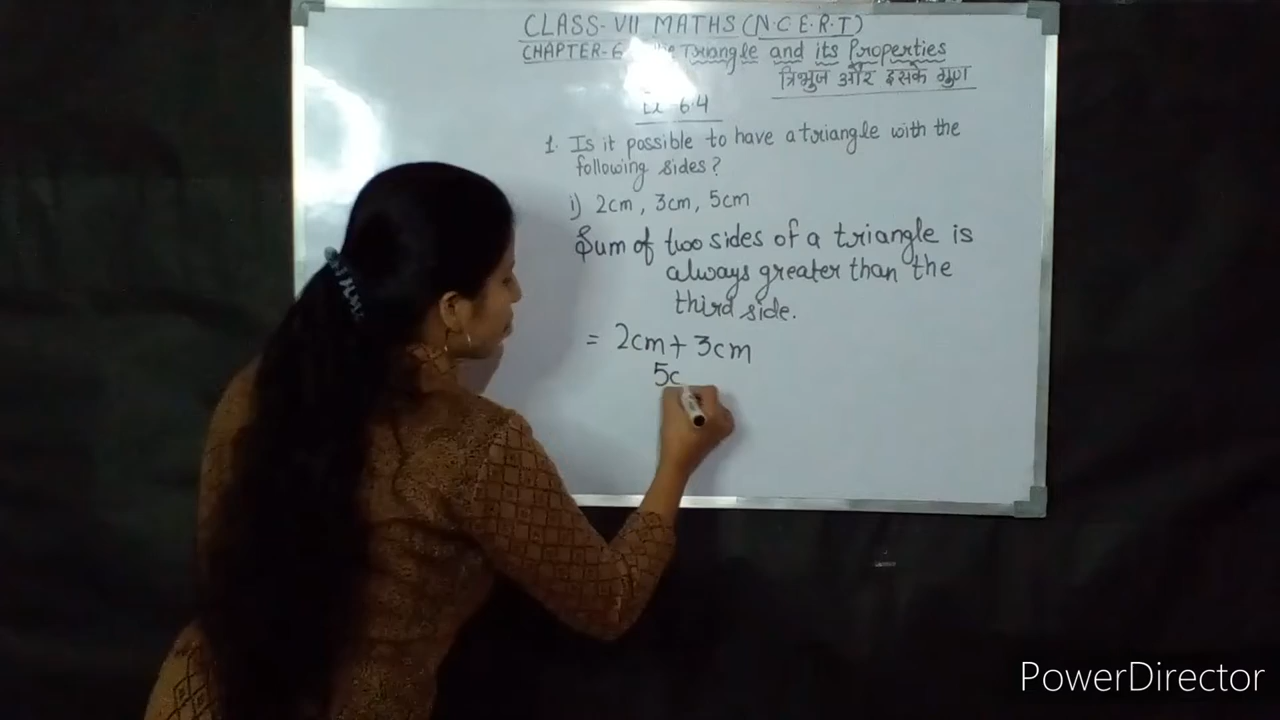 CLASS-VII MATHS (N.C.E.R.T)
CHAPTER-6 Triangle and its Properties
त्रिभुज और इसके गुण
6.4
1. Is it possible to have a triangle with the
following sides?
i) 2cm, 3cm, 5cm
Sum of two sides of a triangle is
always greater than the
third side.
= 2cm + 3cm
5c
PowerDirector